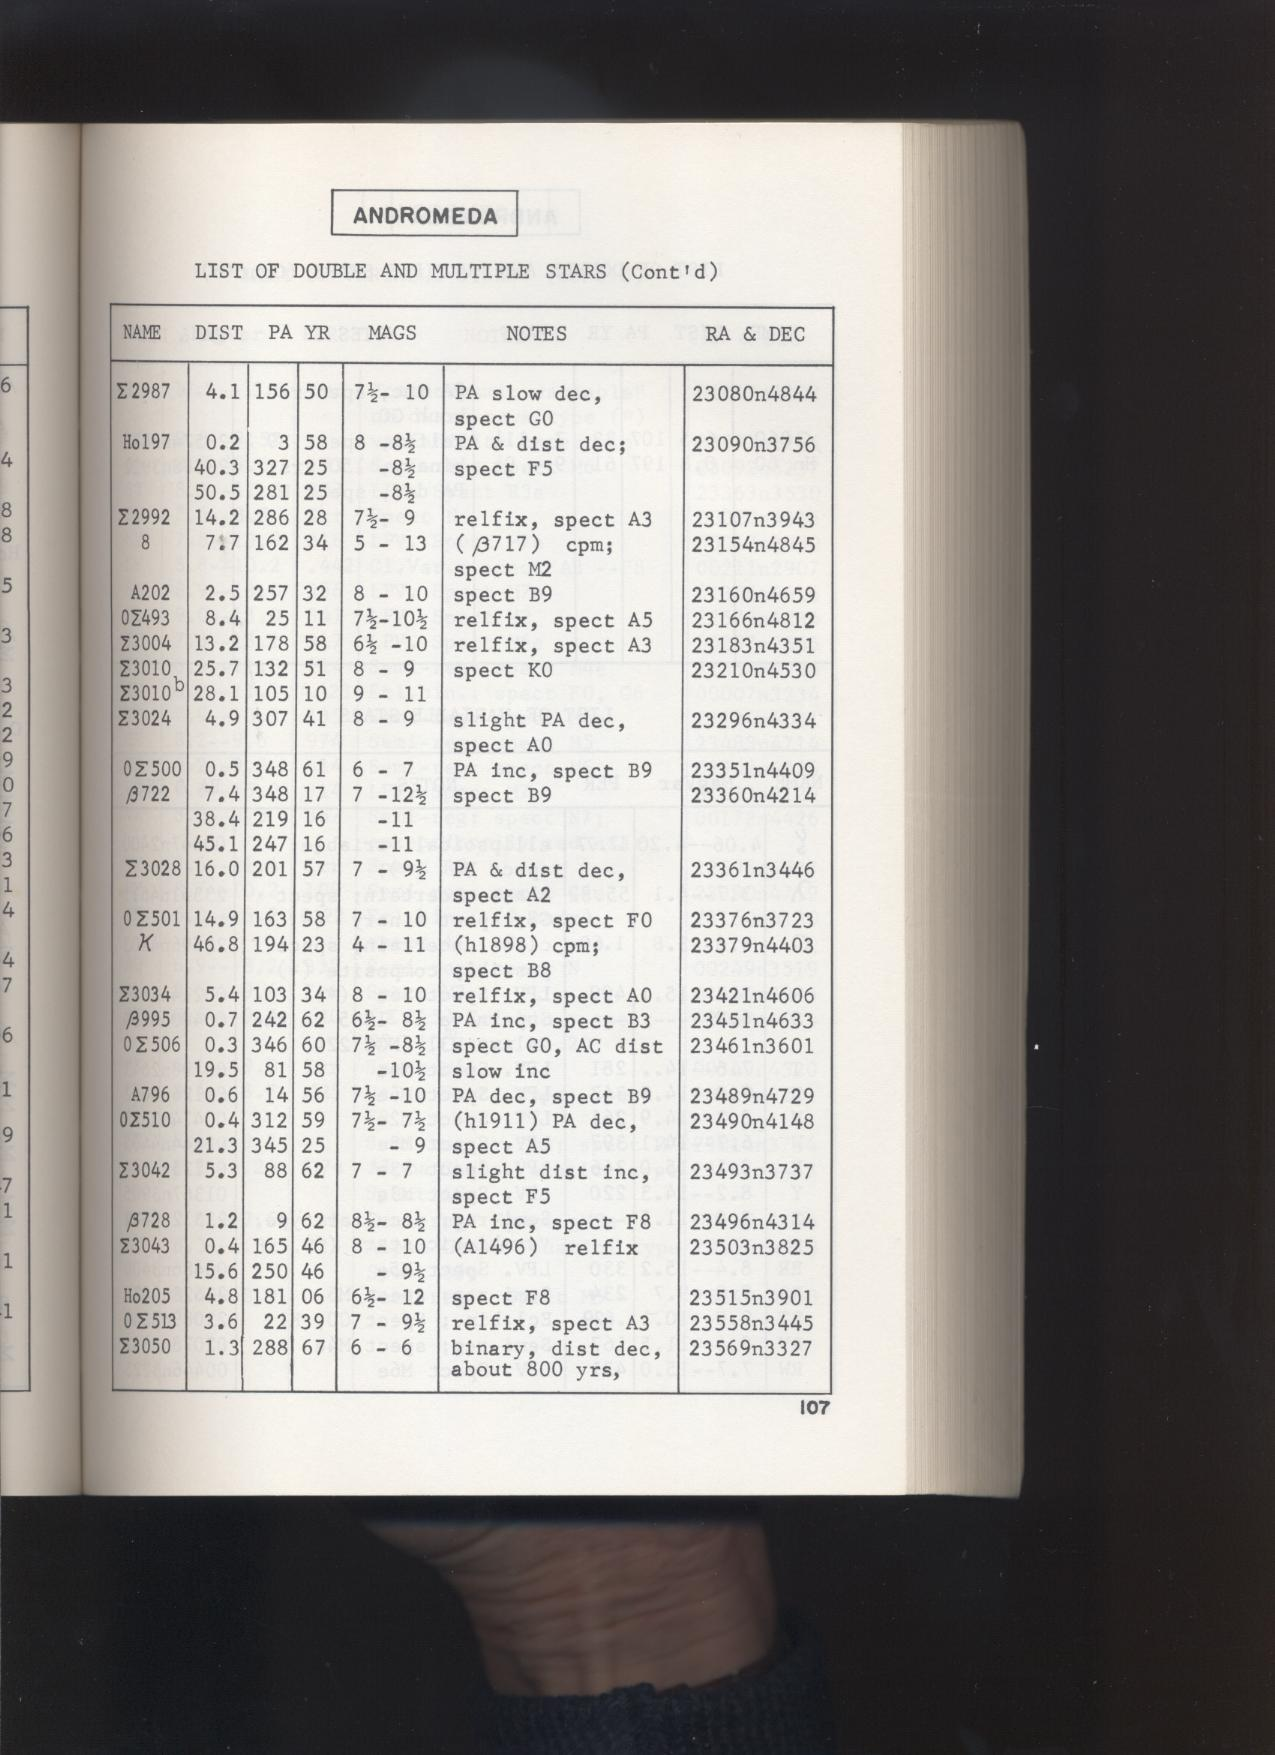 ANDROMEDA
LIST OF DOUBLE AND MULTIPLE STARS (Cont'd)
NAME DIST PA YR MAGS NOTES RA & DEC
Σ2987 4.1 156 50 7½- 10 PA slow dec, 23080n4844
spect G0
Ho197 0.2 3 58 8 -8½ PA & dist dec; 23090n3756
40.3 327 25 -8½ spect F5
50.5 281 25 -8½
Σ2992 14.2 286 28 7½- 9 relfix, spect A3 23107n3943
8 7.7 162 34 5 - 13 (β717) cpm; 23154n4845
spect M2
A202 2.5 257 32 8 - 10 spect B9 23160n4659
OΣ493 8.4 25 11 7½-10½ relfix, spect A5 23166n4812
Σ3004 13.2 178 58 6½ -10 relfix, spect A3 23183n4351
Σ3010 25.7 132 51 8 - 9 spect K0 23210n4530
Σ3010b 28.1 105 10 9 - 11
Σ3024 4.9 307 41 8 - 9 slight PA dec, 23296n4334
spect A0
OΣ500 0.5 348 61 6 - 7 PA inc, spect B9 23351n4409
β722 7.4 348 17 7 -12½ spect B9 23360n4214
38.4 219 16 -11
45.1 247 16 -11
Σ3028 16.0 201 57 7 - 9½ PA & dist dec, 23361n3446
spect A2
OΣ501 14.9 163 58 7 - 10 relfix, spect F0 23376n3723
Κ 46.8 194 23 4 - 11 (h1898) cpm; 23379n4403
spect B8
Σ3034 5.4 103 34 8 - 10 relfix, spect A0 23421n4606
β995 0.7 242 62 6½- 8½ PA inc, spect B3 23451n4633
OΣ506 0.3 346 60 7½ -8½ spect G0, AC dist 23461n3601
19.5 81 58 -10½ slow inc
A796 0.6 14 56 7½ -10 PA dec, spect B9 23489n4729
OΣ510 0.4 312 59 7½- 7½ (h1911) PA dec, 23490n4148
21.3 345 25 - 9 spect A5
Σ3042 5.3 88 62 7 - 7 slight dist inc, 23493n3737
spect F5
β728 1.2 9 62 8½- 8½ PA inc, spect F8 23496n4314
Σ3043 0.4 165 46 8 - 10 (A1496) relfix 23503n3825
15.6 250 46 - 9½
Ho205 4.8 181 06 6½- 12 spect F8 23515n3901
OΣ513 3.6 22 39 7 - 9½ relfix, spect A3 23558n3445
Σ3050 1.3 288 67 6 - 6 binary, dist dec, 23569n3327
about 800 yrs,
107